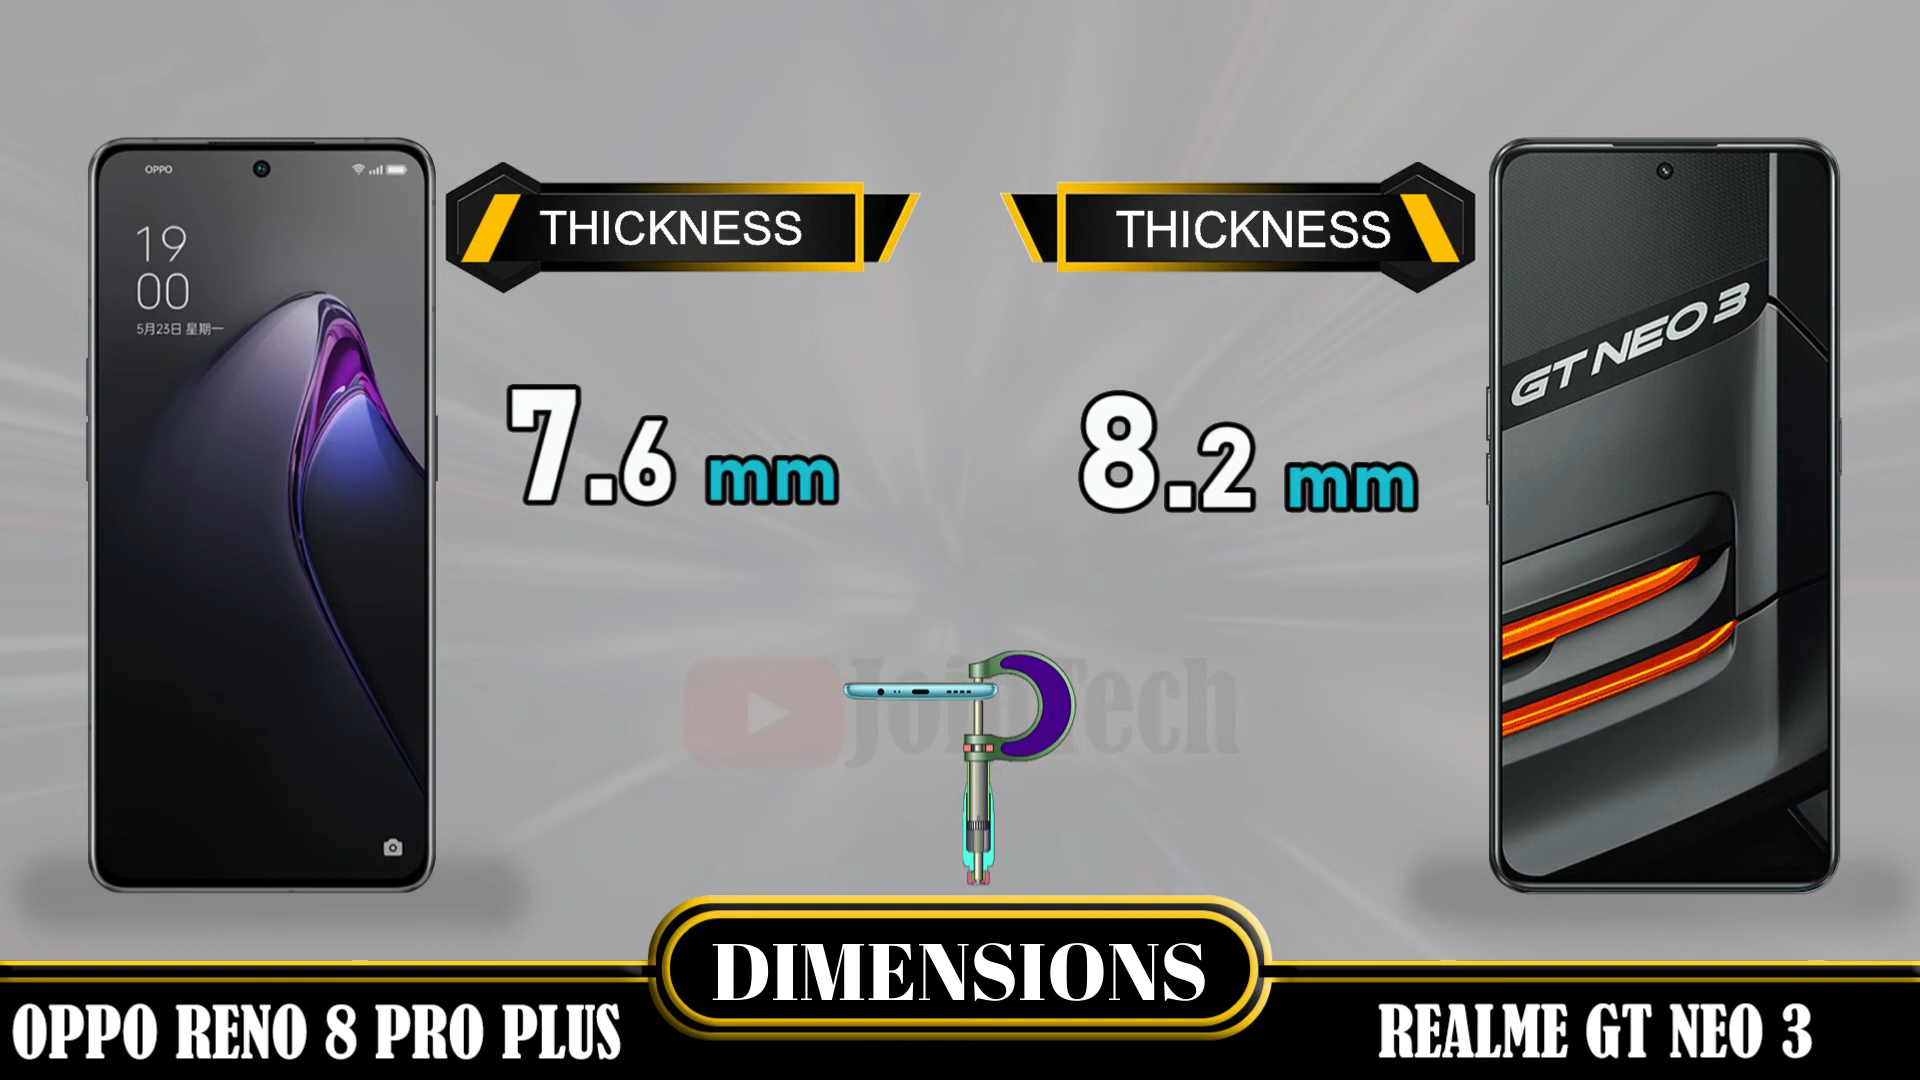 OPPO
19
00
5月23日 星期一
THICKNESS
7.6 mm
THICKNESS
8.2 mm
GT NEO 3
DIMENSIONS
OPPO RENO 8 PRO PLUS
REALME GT NEO 3